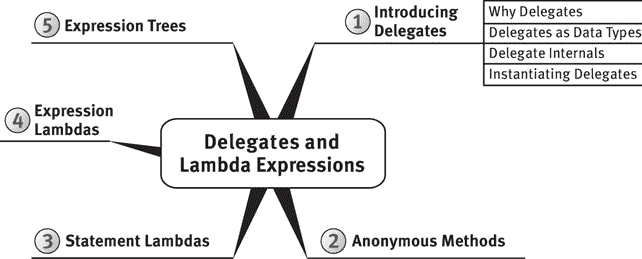 5 Expression Trees
1 Introducing
Delegates
Why Delegates
Delegates as Data Types
Delegate Internals
Instantiating Delegates
4 Expression
Lambdas
Delegates and
Lambda Expressions
3 Statement Lambdas
2 Anonymous Methods